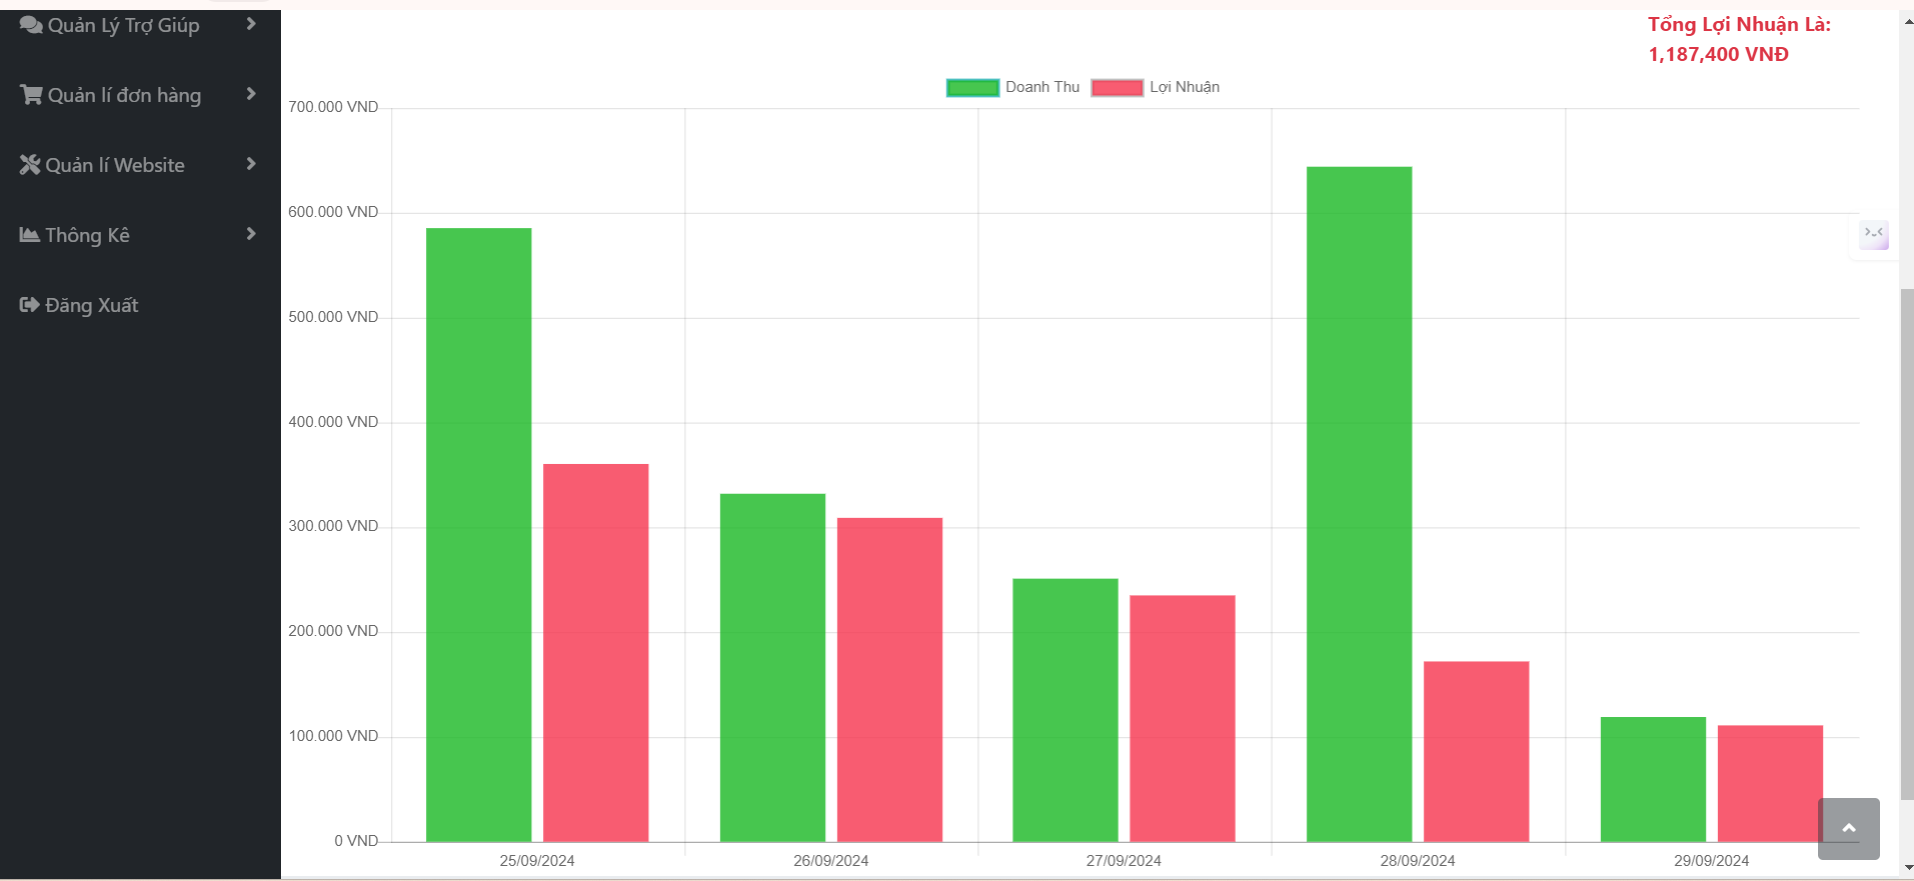 Quản Lý Trợ Giúp
Quản lí đơn hàng
Quản lí Website
Thông Kê
Đăng Xuất
Tổng Lợi Nhuận Là:
1,187,400 VNĐ
Doanh Thu
Lợi Nhuận
700.000 VND
600.000 VND
500.000 VND
400.000 VND
300.000 VND
200.000 VND
100.000 VND
0 VND
25/09/2024
26/09/2024
27/09/2024
28/09/2024
29/09/2024